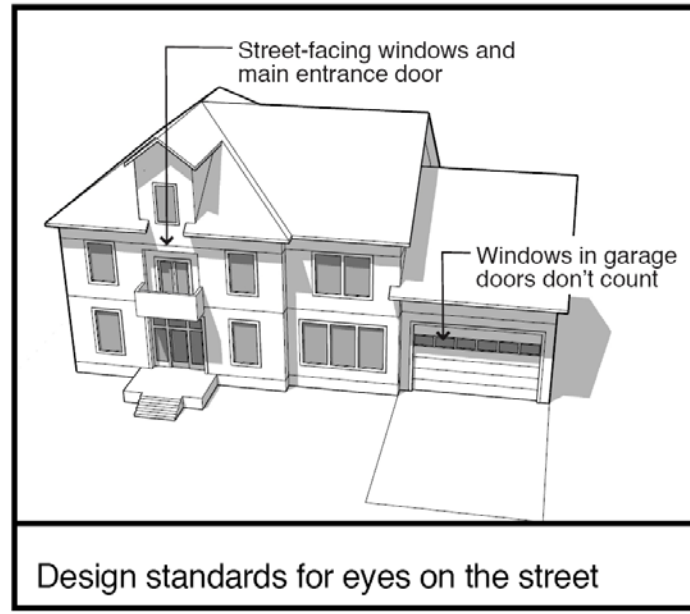 Street-facing windows and
main entrance door
Windows in garage
doors don't count
Design standards for eyes on the street